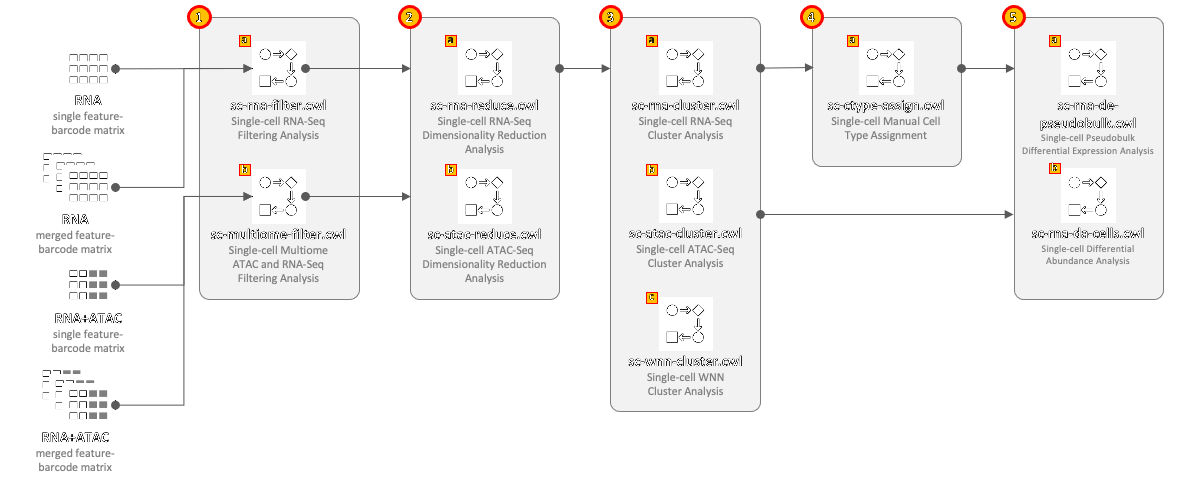 RNA
single feature-
barcode matrix
RNA
merged feature-
barcode matrix
RNA+ATAC
single feature-
barcode matrix
RNA+ATAC
merged feature-
barcode matrix
1
a
sc-rna-filter.cwl
Single-cell RNA-Seq
Filtering Analysis
b
sc-multiome-filter.cwl
Single-cell Multiome
ATAC and RNA-Seq
Filtering Analysis
2
a
sc-rna-reduce.cwl
Single-cell RNA-Seq
Dimensionality Reduction
Analysis
b
sc-atac-reduce.cwl
Single-cell ATAC-Seq
Dimensionality Reduction
Analysis
3
a
sc-rna-cluster.cwl
Single-cell RNA-Seq
Cluster Analysis
b
sc-atac-cluster.cwl
Single-cell ATAC-Seq
Cluster Analysis
sc-wnn-cluster.cwl
Single-cell WNN
Cluster Analysis
4
a
sc-ctype-assign.cwl
Single-cell Manual Cell
Type Assignment
5
a
sc-rna-de-
pseudobulk.cwl
Single-cell Pseudobulk
Differential Expression Analysis
b
sc-rna-da-cells.cwl
Single-cell Differential
Abundance Analysis